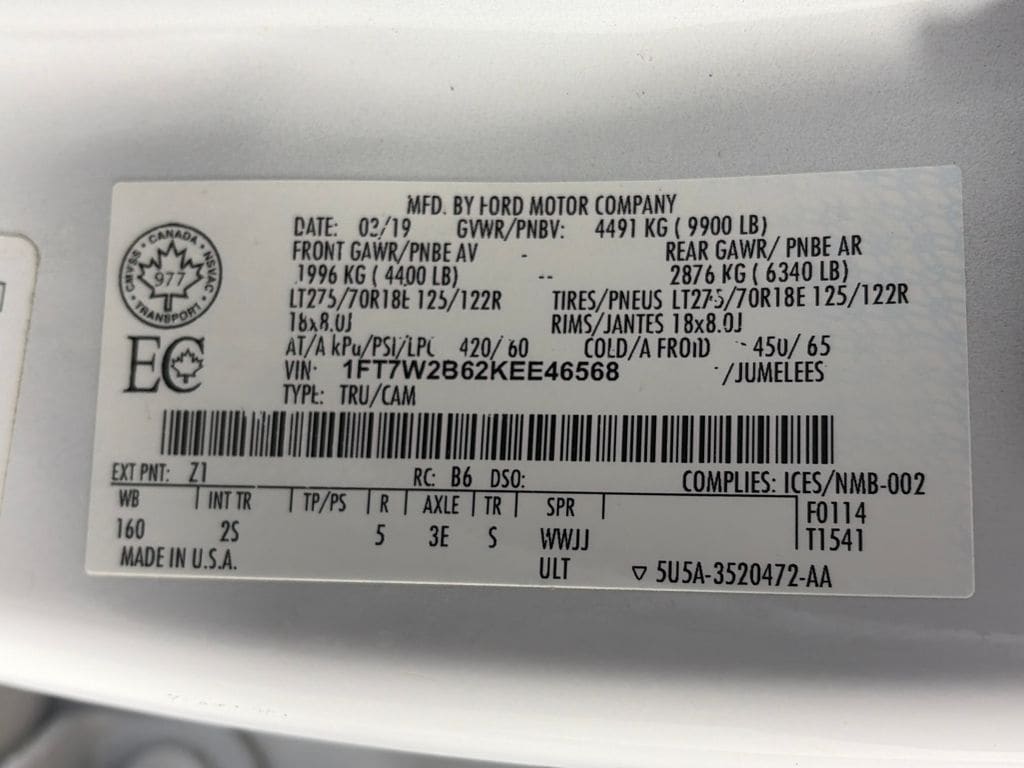 MFD. BY FORD MOTOR COMPANY
DATE: 03/19 GVWR/PNBV: 4491 KG ( 9900 LB)
FRONT GAWR/PNBE AV - REAR GAWR/ PNBE AR
1996 KG ( 4400 LB) -- 2876 KG ( 6340 LB)
LT275/70R18E 125/122R TIRES/PNEUS LT275/70R18E 125/122R
18x8.0J RIMS/JANTES 18x8.0J
AT/A kPa/PSI/LPC 420/ 60 COLD/A FROID 450/ 65
VIN: 1FT7W2B62KEE46568 /JUMELEES
TYPE: TRU/CAM
CANADA
CMVSS NSVAC
977
TRANSPORT
EC
EXT PNT: Z1 RC: B6 DSO: COMPLIES: ICES/NMB-002
WB INT TR TP/PS R AXLE TR SPR F0114
160 2S 5 3E S WWJJ T1541
MADE IN U.S.A. ULT ▽ 5U5A-3520472-AA